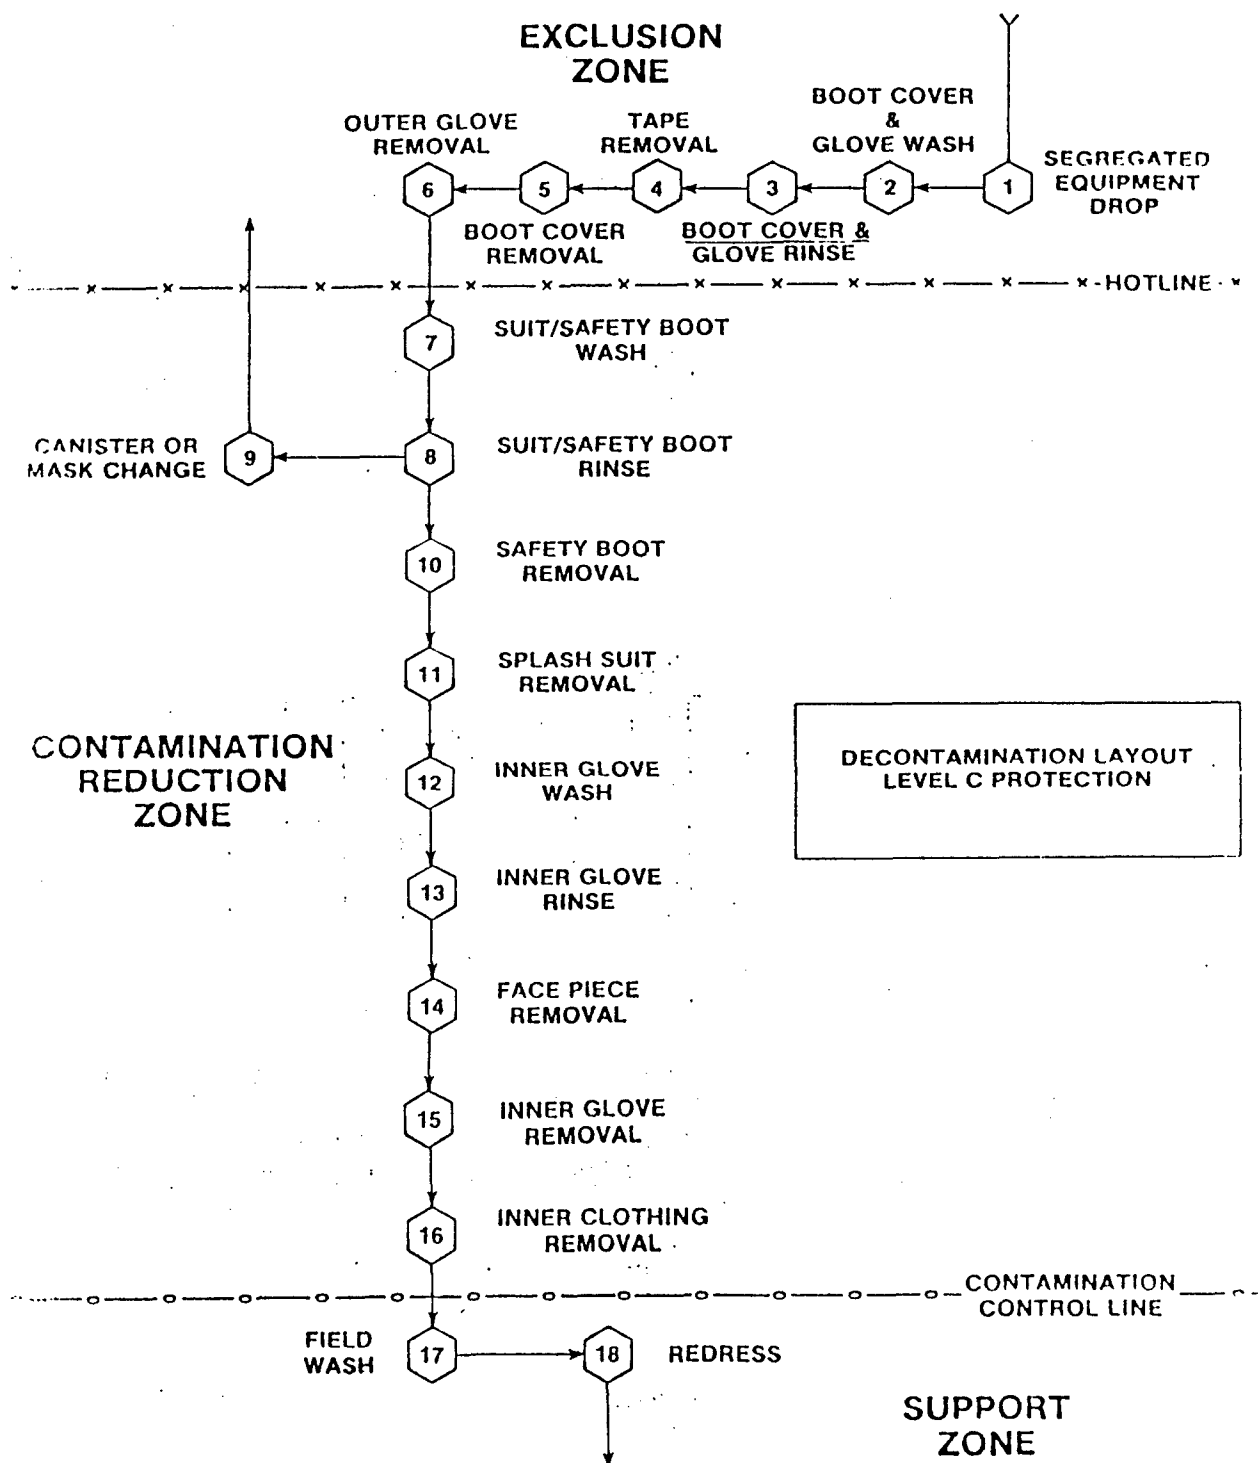 EXCLUSION
ZONE
BOOT COVER
&
GLOVE WASH
OUTER GLOVE
REMOVAL
TAPE
REMOVAL
SEGREGATED
EQUIPMENT
DROP
6
5
4
3
2
1
BOOT COVER
REMOVAL
BOOT COVER &
GLOVE RINSE
HOTLINE
7
SUIT/SAFETY BOOT
WASH
CANISTER OR
MASK CHANGE
9
8
SUIT/SAFETY BOOT
RINSE
10
SAFETY BOOT
REMOVAL
11
SPLASH SUIT
REMOVAL
CONTAMINATION
REDUCTION
ZONE
DECONTAMINATION LAYOUT
LEVEL C PROTECTION
12
INNER GLOVE
WASH
13
INNER GLOVE
RINSE
14
FACE PIECE
REMOVAL
15
INNER GLOVE
REMOVAL
16
INNER CLOTHING
REMOVAL
CONTAMINATION
CONTROL LINE
FIELD
WASH
17
18
REDRESS
SUPPORT
ZONE